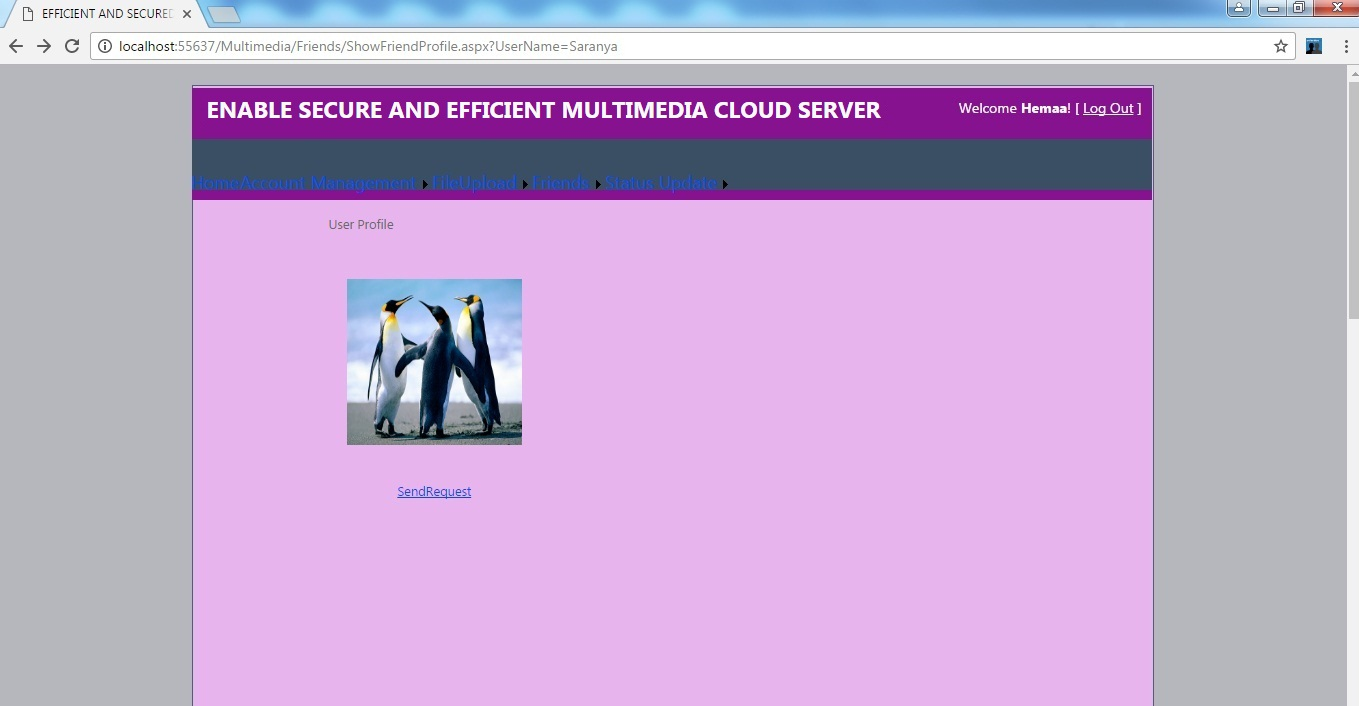 EFFICIENT AND SECURED
localhost:55637/Multimedia/Friends/ShowFriendProfile.aspx?UserName=Saranya
ENABLE SECURE AND EFFICIENT MULTIMEDIA CLOUD SERVER
Welcome Hemaa! [ Log Out ]
HomeAccount Management FileUpload Friends Status Update
User Profile
SendRequest